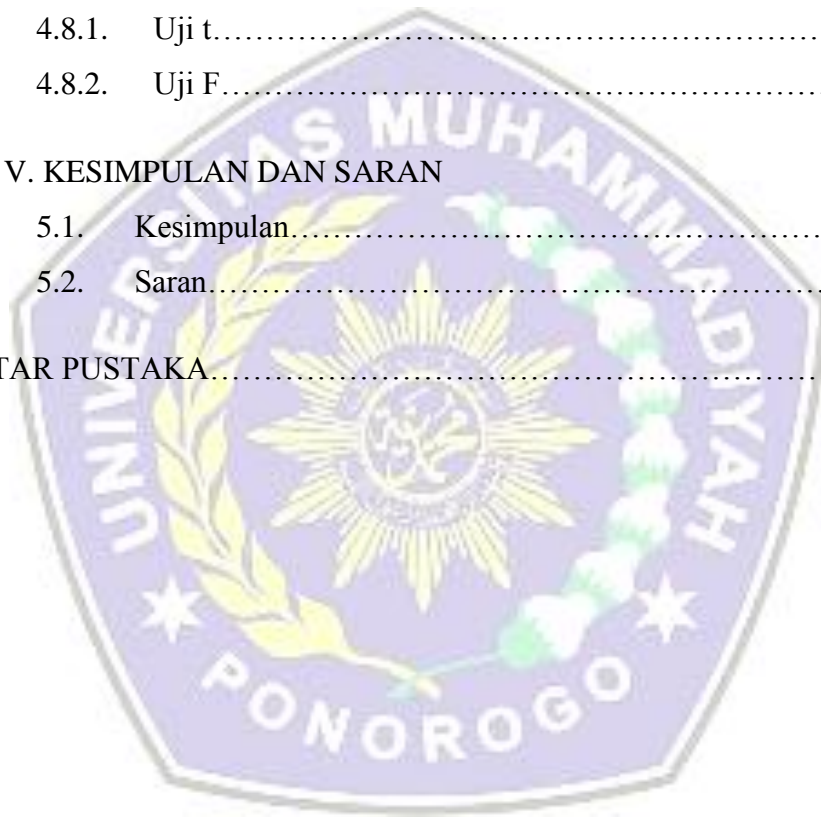 4.8.1. Uji t……………………………………………………
4.8.2. Uji F……………………………………………………
V. KESIMPULAN DAN SARAN
5.1. Kesimpulan……………………………………………
5.2. Saran……………………………………………………
TAR PUSTAKA……………………………………………………
UNIVERSITAS MUHAMMADIYAH
PONOROGO